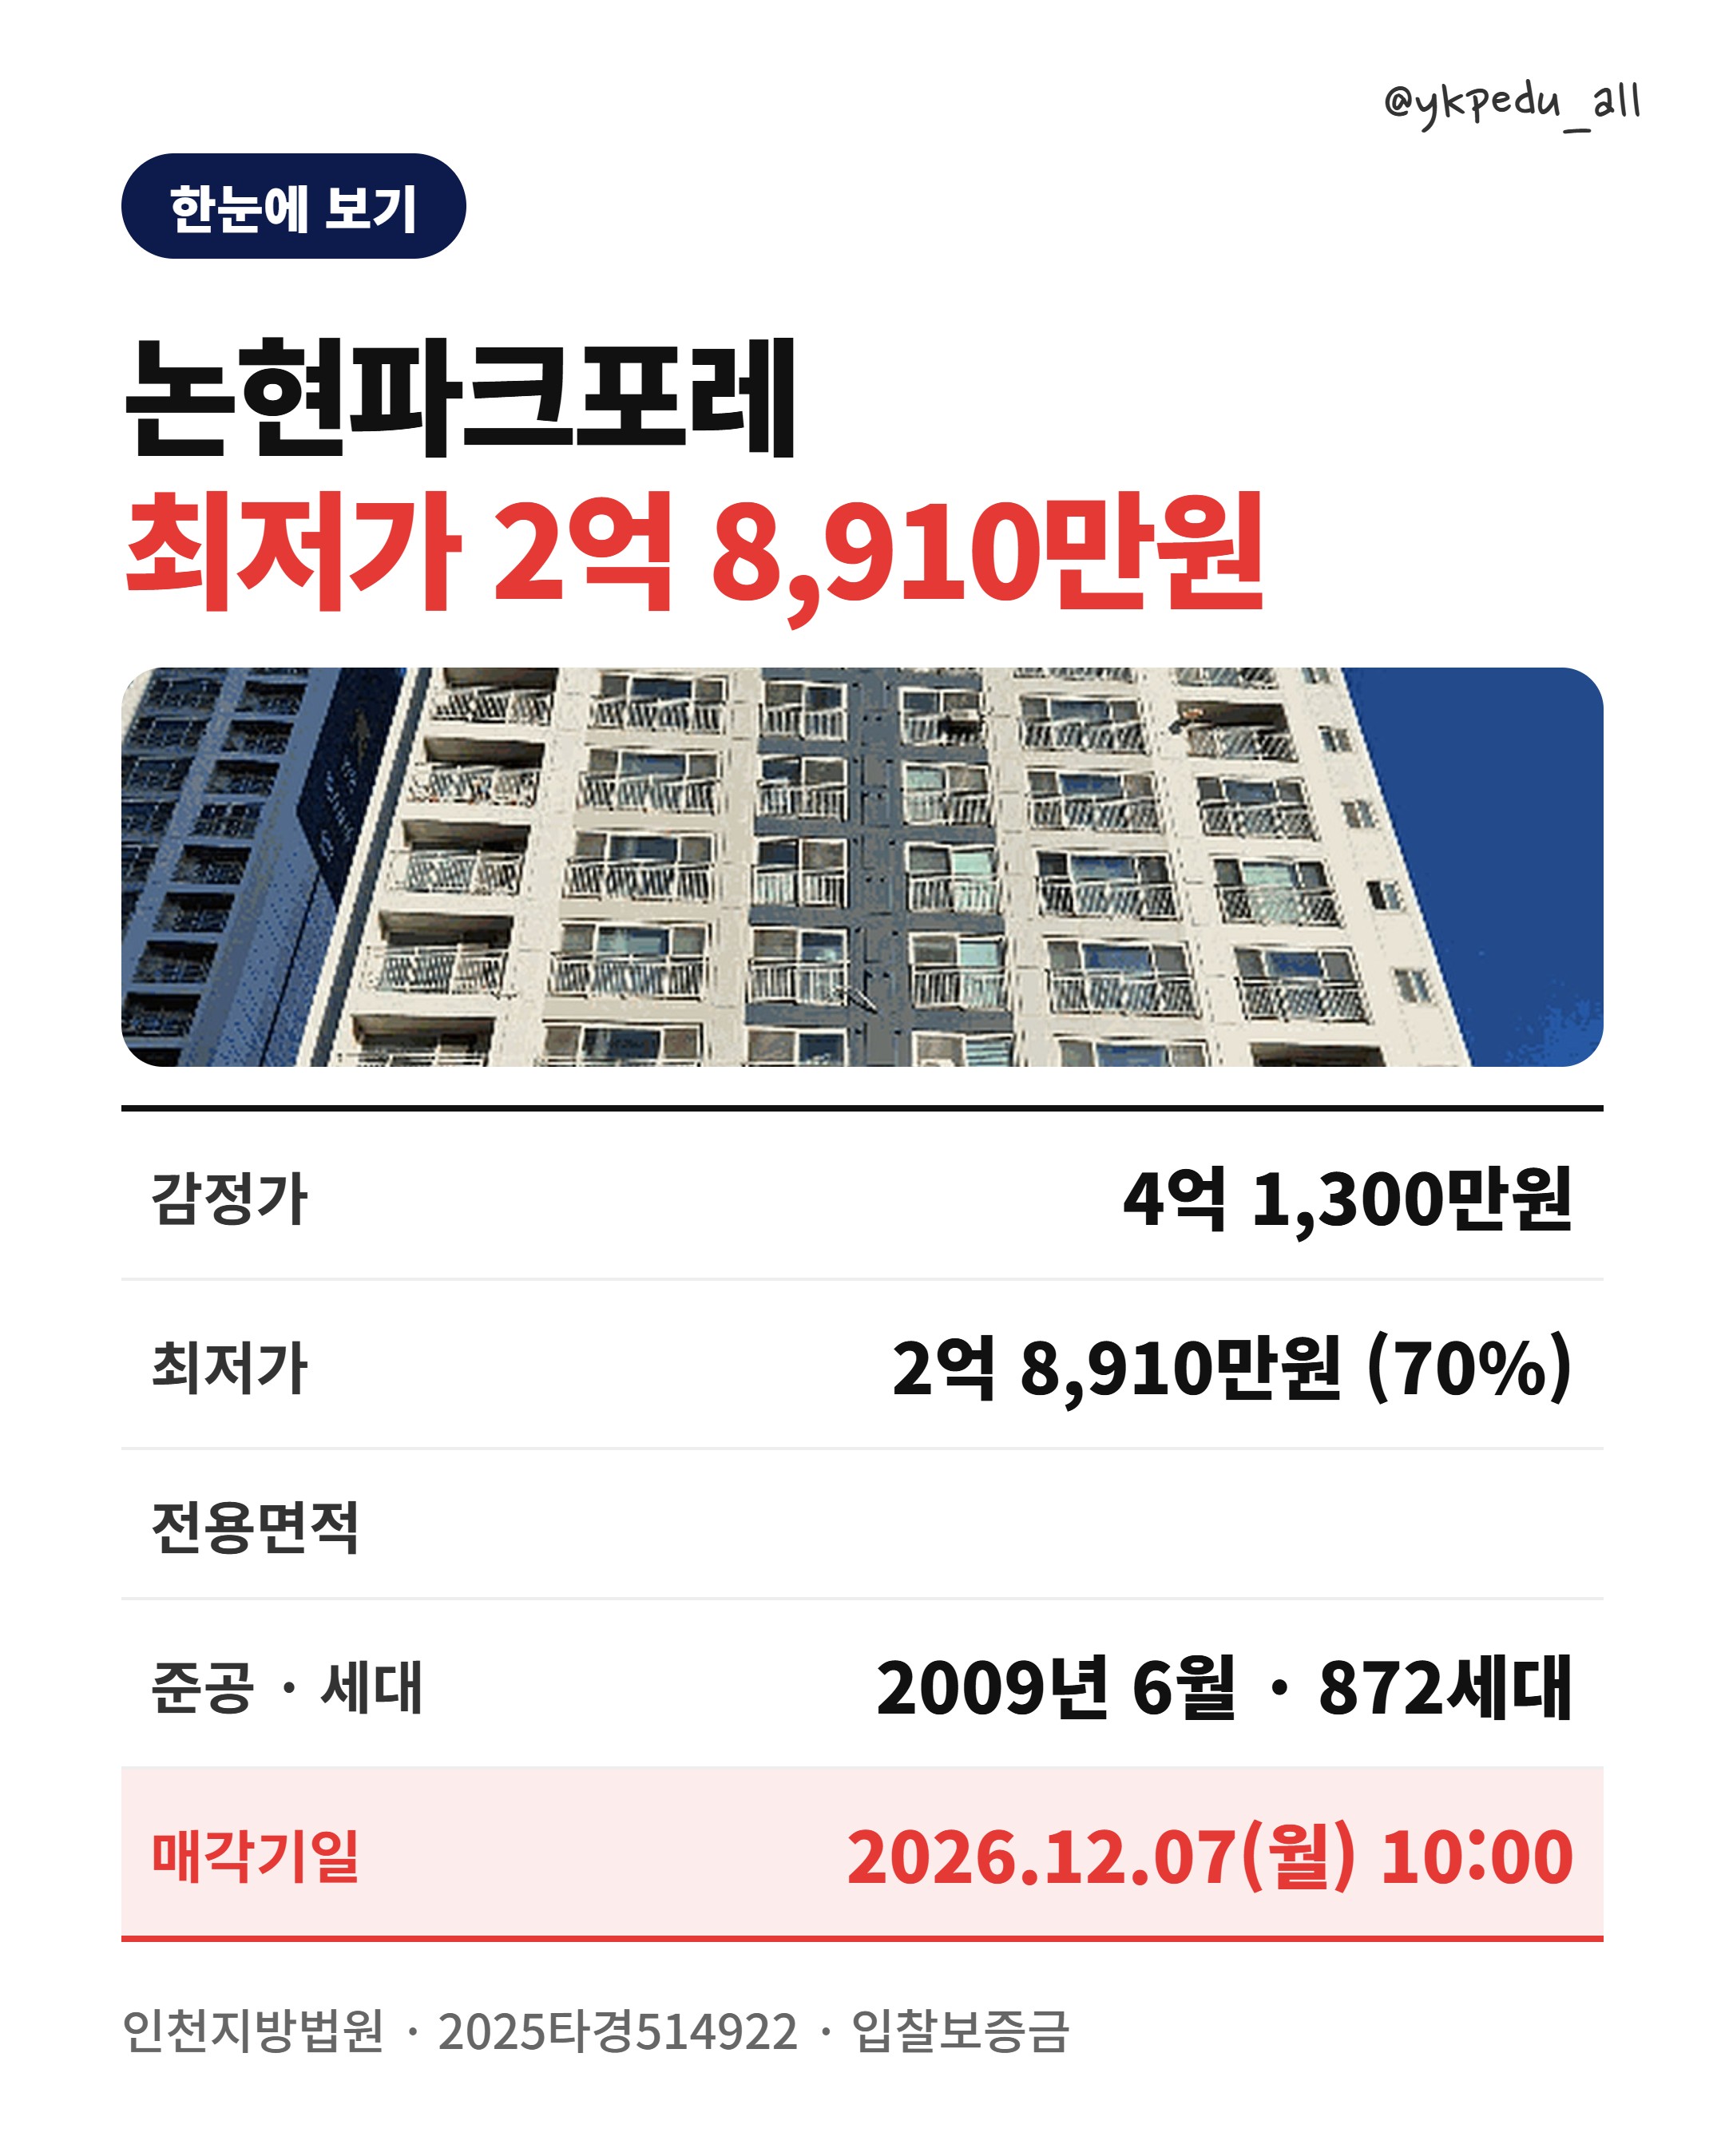 @ykpedu_all
한눈에 보기
논현파크포레
최저가 2억 8,910만원
감정가 4억 1,300만원
최저가 2억 8,910만원 (70%)
전용면적
준공 · 세대 2009년 6월 · 872세대
매각기일 2026.12.07(월) 10:00
인천지방법원 · 2025타경514922 · 입찰보증금